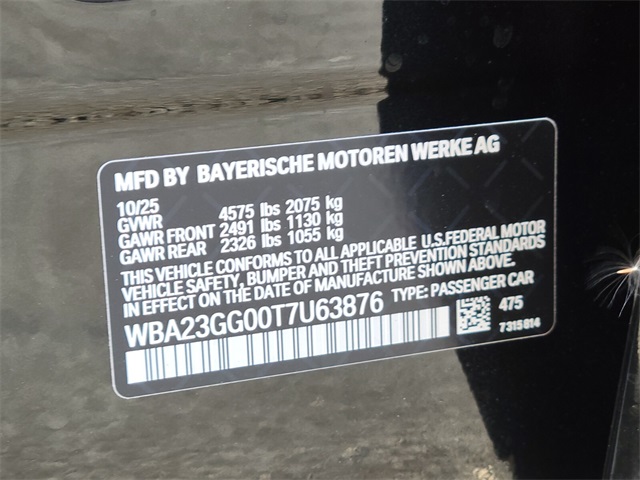 MFD BY BAYERISCHE MOTOREN WERKE AG
10/25
GVWR 4575 lbs 2075 kg
GAWR FRONT 2491 lbs 1130 kg
GAWR REAR 2326 lbs 1055 kg
THIS VEHICLE CONFORMS TO ALL APPLICABLE U.S.FEDERAL MOTOR
VEHICLE SAFETY, BUMPER AND THEFT PREVENTION STANDARDS
IN EFFECT ON THE DATE OF MANUFACTURE SHOWN ABOVE.
WBA23GG00T7U63876 TYPE: PASSENGER CAR
475
7315614